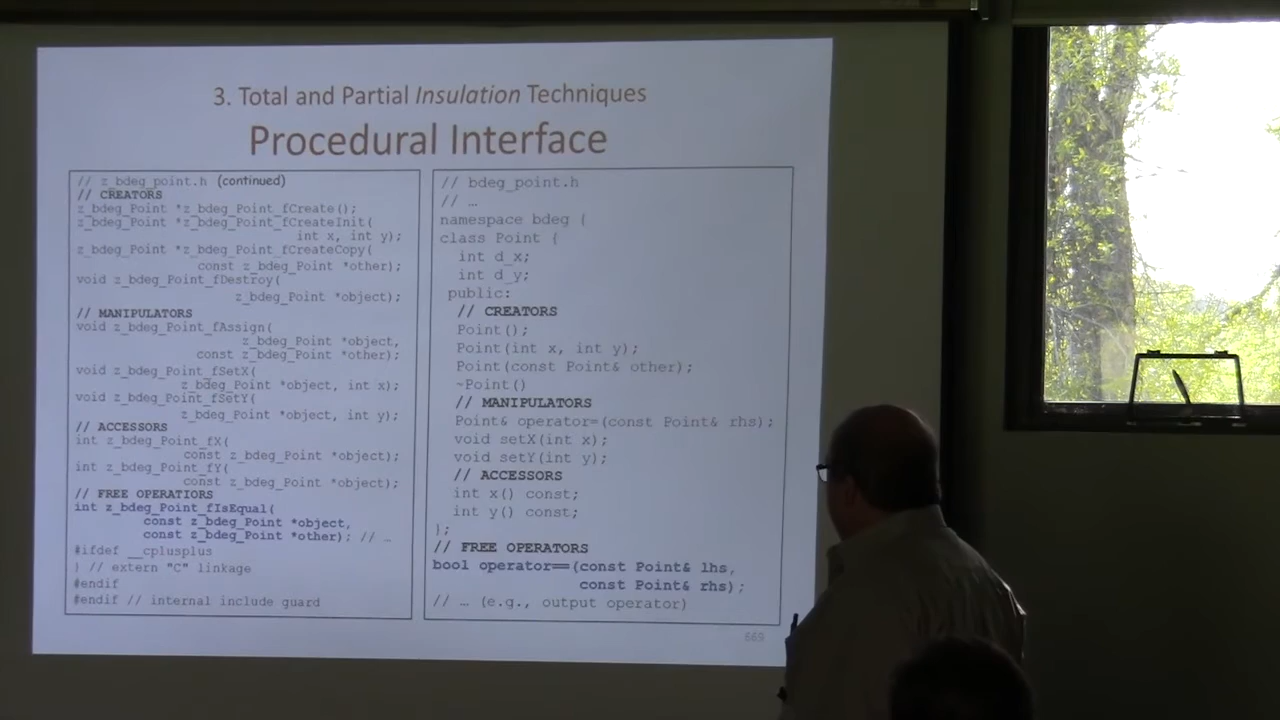 3. Total and Partial Insulation Techniques
Procedural Interface
// z_bdeg_point.h (continued)
// CREATORS
z_bdeg_Point *z_bdeg_Point_fCreate();
z_bdeg_Point *z_bdeg_Point_fCreateInit(
int x, int y);
z_bdeg_Point *z_bdeg_Point_fCreateCopy(
const z_bdeg_Point *other);
void z_bdeg_Point_fDestroy(
z_bdeg_Point *object);
// MANIPULATORS
void z_bdeg_Point_fAssign(
z_bdeg_Point *object,
const z_bdeg_Point *other);
void z_bdeg_Point_fSetX(
z_bdeg_Point *object, int x);
void z_bdeg_Point_fSetY(
z_bdeg_Point *object, int y);
// ACCESSORS
int z_bdeg_Point_fX(
const z_bdeg_Point *object);
int z_bdeg_Point_fY(
const z_bdeg_Point *object);
// FREE OPERATIORS
int z_bdeg_Point_fIsEqual(
const z_bdeg_Point *object,
const z_bdeg_Point *other); // …
#ifdef __cplusplus
} // extern "C" linkage
#endif
#endif // internal include guard
// bdeg_point.h
// …
namespace bdeg {
class Point {
int d_x;
int d_y;
public:
// CREATORS
Point();
Point(int x, int y);
Point(const Point& other);
~Point()
// MANIPULATORS
Point& operator=(const Point& rhs);
void setX(int x);
void setY(int y);
// ACCESSORS
int x() const;
int y() const;
};
// FREE OPERATORS
bool operator==(const Point& lhs,
const Point& rhs);
// … (e.g., output operator)
669